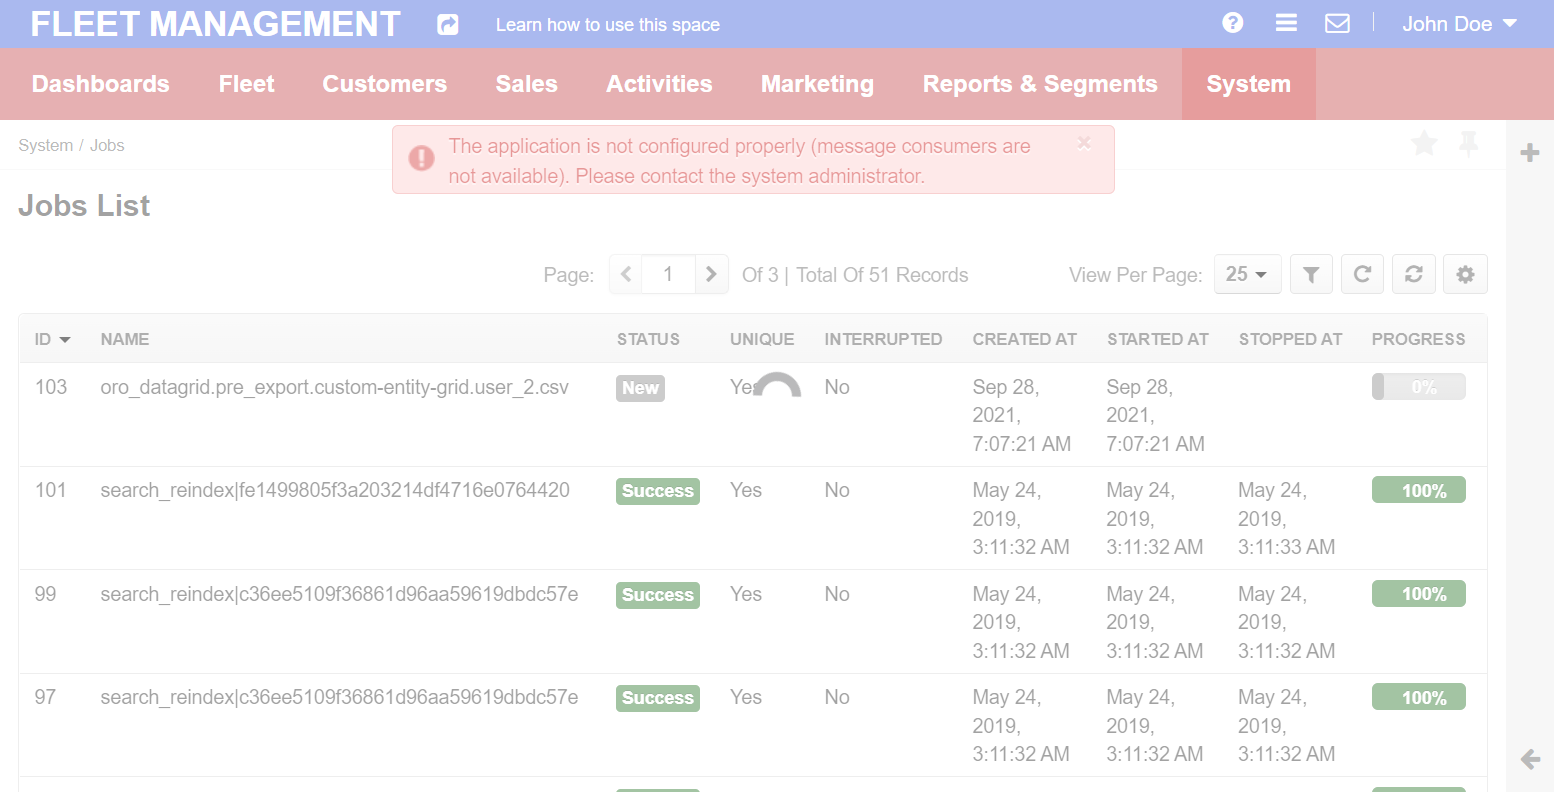 FLEET MANAGEMENT
Learn how to use this space
John Doe
Dashboards Fleet Customers Sales Activities Marketing Reports & Segments System
System / Jobs
The application is not configured properly (message consumers are
not available). Please contact the system administrator.
Jobs List
Page: 1 Of 3 | Total Of 51 Records View Per Page: 25
ID NAME STATUS UNIQUE INTERRUPTED CREATED AT STARTED AT STOPPED AT PROGRESS
103 oro_datagrid.pre_export.custom-entity-grid.user_2.csv New Yes No Sep 28, Sep 28, 0%
2021, 2021,
7:07:21 AM 7:07:21 AM
101 search_reindex|fe1499805f3a203214df4716e0764420 Success Yes No May 24, May 24, May 24, 100%
2019, 2019, 2019,
3:11:32 AM 3:11:32 AM 3:11:33 AM
99 search_reindex|c36ee5109f36861d96aa59619dbdc57e Success Yes No May 24, May 24, May 24, 100%
2019, 2019, 2019,
3:11:32 AM 3:11:32 AM 3:11:32 AM
97 search_reindex|c36ee5109f36861d96aa59619dbdc57e Success Yes No May 24, May 24, May 24, 100%
2019, 2019, 2019,
3:11:32 AM 3:11:32 AM 3:11:32 AM